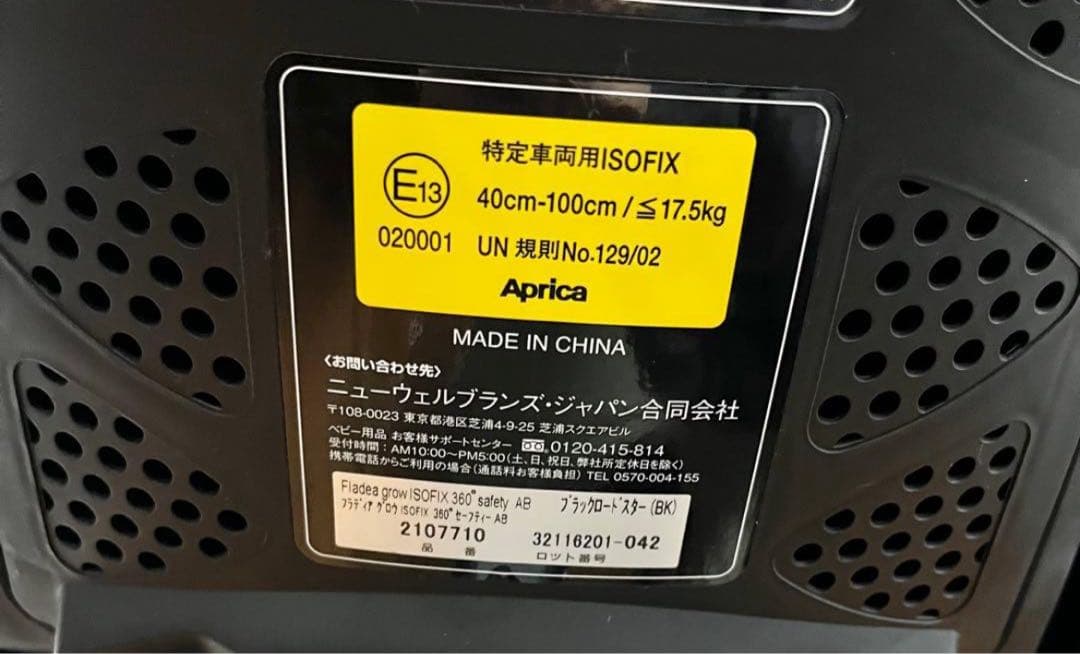 特定車両用ISOFIX
E13
40cm-100cm/≦17.5kg
020001
UN 規則No.129/02
Aprica
MADE IN CHINA
〈お問い合わせ先〉
ニューウェルブランズ・ジャパン合同会社
〒108-0023 東京都港区芝浦4-9-25 芝浦スクエアビル
ベビー用品 お客様サポートセンター 0120-415-814
受付時間：AM10:00～PM5:00(土、日、祝日、弊社所定休日を除く)
携帯電話からご利用の場合(通話料お客様負担) TEL 0570-004-155
Fladea grow ISOFIX 360°safety AB ブラックロードスター(BK)
フラディア グロウ ISOFIX 360°セーフティー AB
2107710 32116201-042
品番 ロット番号